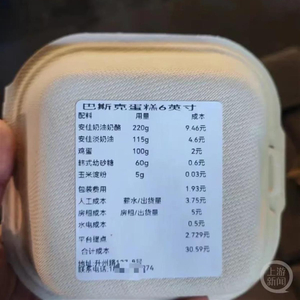 巴斯克蛋糕6英寸
配料 用量 成本
安佳奶油奶酪 220g 9.46元
安佳淡奶油 115g 4.6元
鸡蛋 100g 2元
韩式幼砂糖 60g 0.6元
玉米淀粉 5g 0.03元
包装费用 1.93元
人工成本 薪水/出货量 3.75元
房租成本 房租/出货量 5元
水电成本 0.5元
平台提点 2.729元
合计成本 30.59元
上游新闻